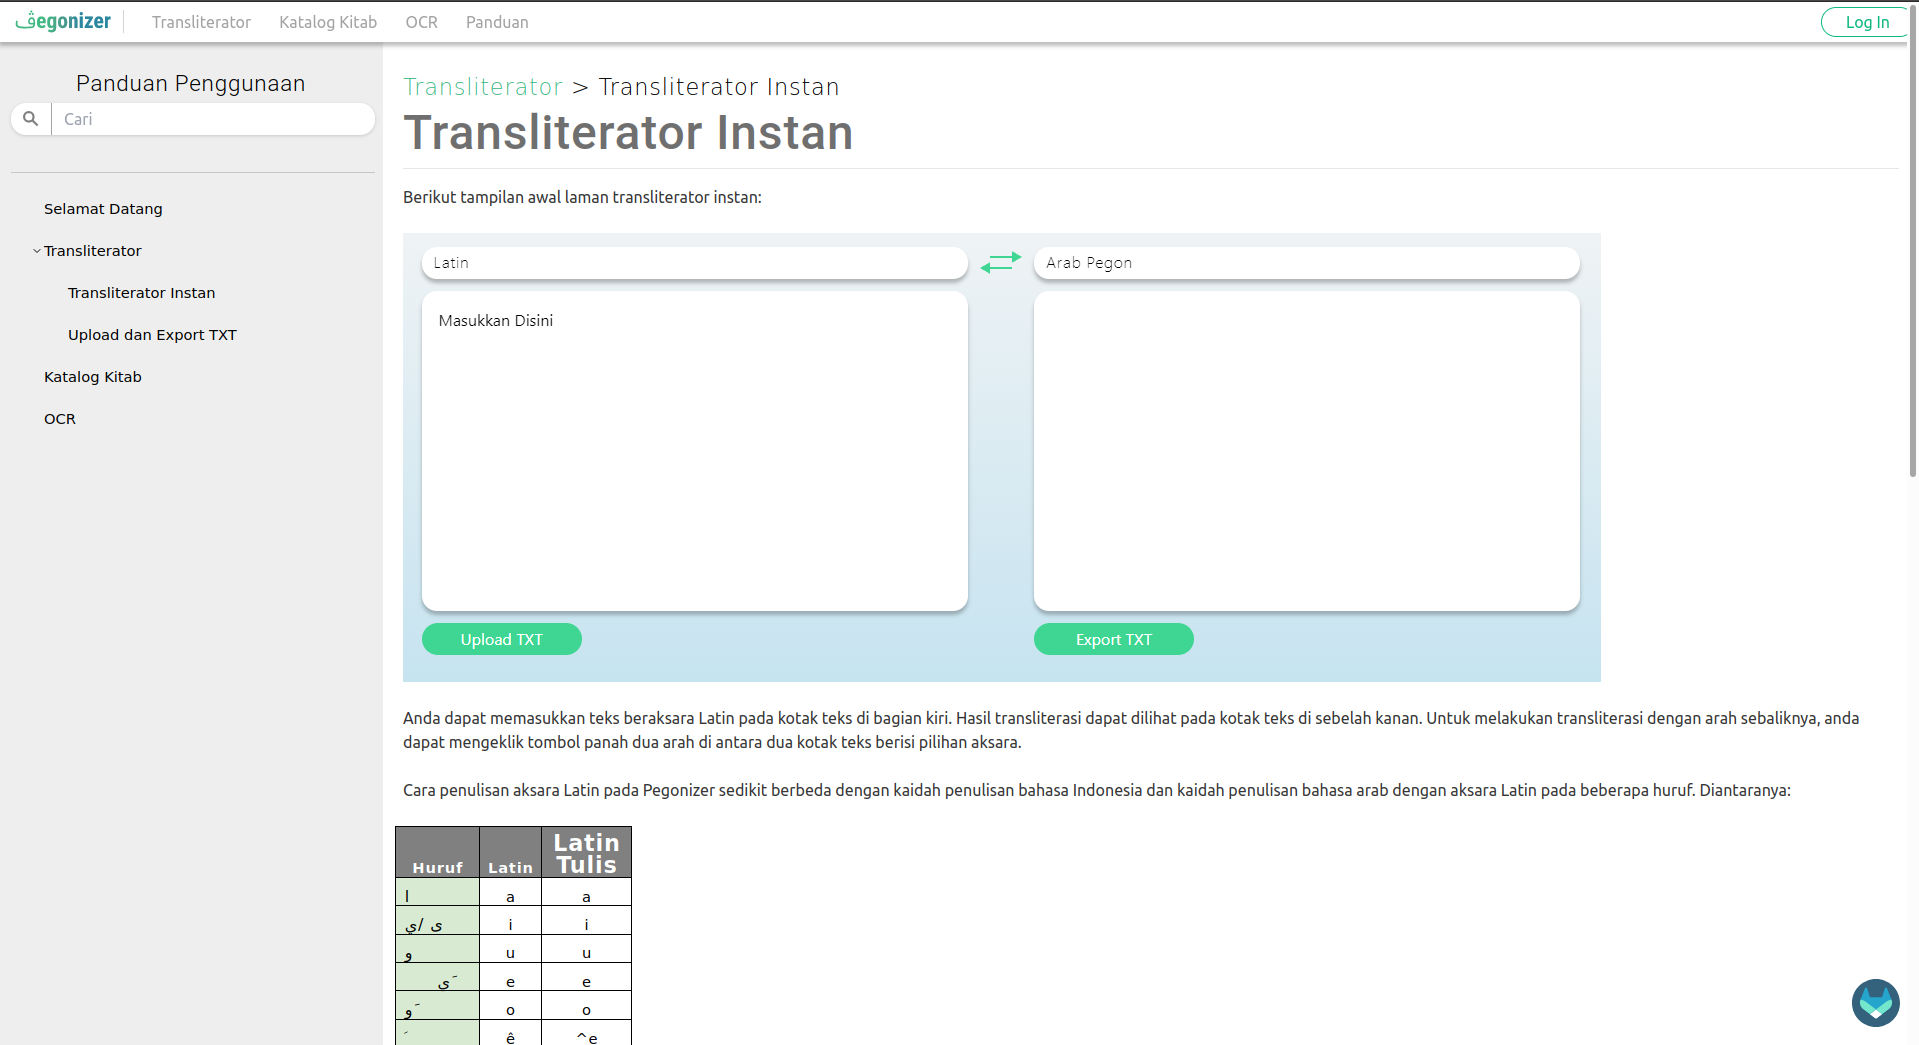 ڤegonizer
Transliterator
Katalog Kitab
OCR
Panduan
Log In
Panduan Penggunaan
Cari
Selamat Datang
Transliterator
Transliterator Instan
Upload dan Export TXT
Katalog Kitab
OCR
Transliterator > Transliterator Instan
Transliterator Instan
Berikut tampilan awal laman transliterator instan:
Latin
Arab Pegon
Masukkan Disini
Upload TXT
Export TXT
Anda dapat memasukkan teks beraksara Latin pada kotak teks di bagian kiri. Hasil transliterasi dapat dilihat pada kotak teks di sebelah kanan. Untuk melakukan transliterasi dengan arah sebaliknya, anda
dapat mengeklik tombol panah dua arah di antara dua kotak teks berisi pilihan aksara.
Cara penulisan aksara Latin pada Pegonizer sedikit berbeda dengan kaidah penulisan bahasa Indonesia dan kaidah penulisan bahasa arab dengan aksara Latin pada beberapa huruf. Diantaranya:
Huruf Latin Latin Tulis
ا a a
ي/ ى i i
و u u
َى e e
َو o o
َ ê ^e